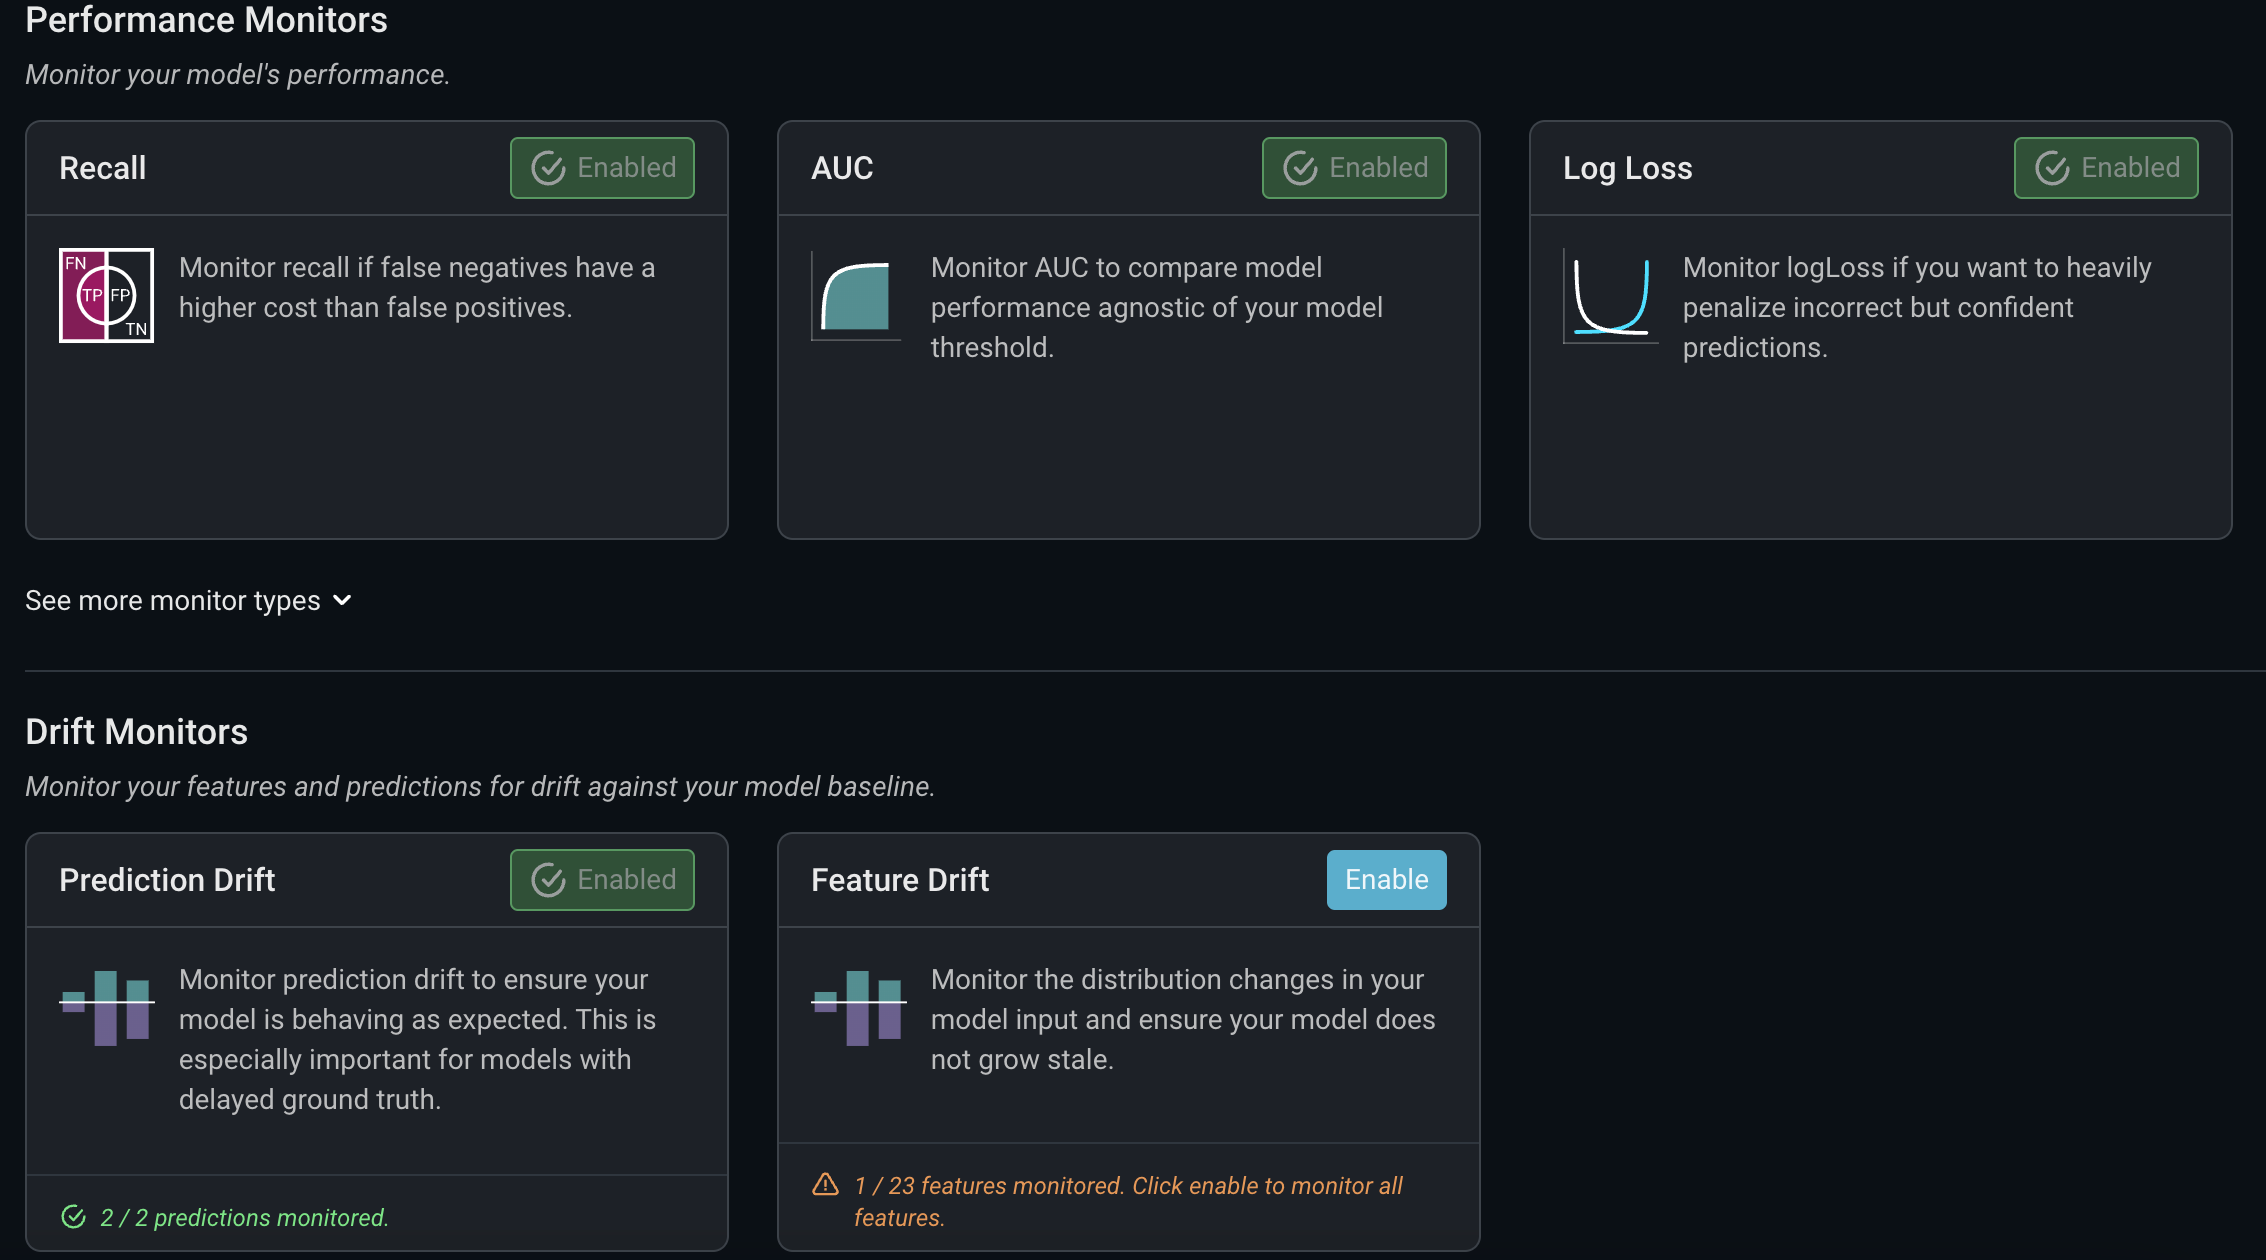 Performance Monitors
Monitor your model's performance.
Recall
Enabled
FN
TP
FP
TN
Monitor recall if false negatives have a
higher cost than false positives.
AUC
Enabled
Monitor AUC to compare model
performance agnostic of your model
threshold.
Log Loss
Enabled
Monitor logLoss if you want to heavily
penalize incorrect but confident
predictions.
See more monitor types
Drift Monitors
Monitor your features and predictions for drift against your model baseline.
Prediction Drift
Enabled
Monitor prediction drift to ensure your
model is behaving as expected. This is
especially important for models with
delayed ground truth.
2 / 2 predictions monitored.
Feature Drift
Enable
Monitor the distribution changes in your
model input and ensure your model does
not grow stale.
1 / 23 features monitored. Click enable to monitor all
features.